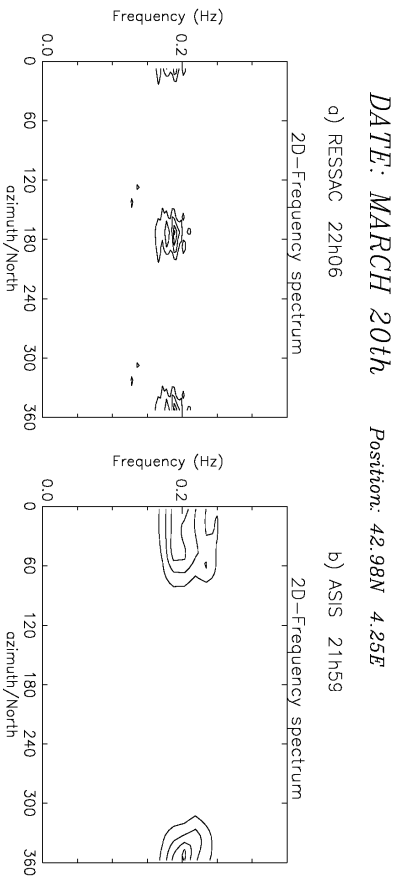 DATE: MARCH 20th
Position: 42.98N 4.25E
a) RESSAC 22h06
2D-Frequency spectrum
Frequency (Hz)
0.2
0.0
0 60 120 180 240 300 360
azimuth/North
b) ASIS 21h59
2D-Frequency spectrum
Frequency (Hz)
0.2
0.0
0 60 120 180 240 300 360
azimuth/North